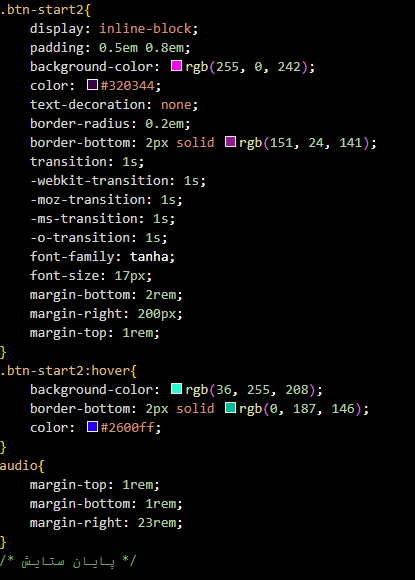 .btn-start2{
    display: inline-block;
    padding: 0.5em 0.8em;
    background-color: rgb(255, 0, 242);
    color: #320344;
    text-decoration: none;
    border-radius: 0.2em;
    border-bottom: 2px solid rgb(151, 24, 141);
    transition: 1s;
    -webkit-transition: 1s;
    -moz-transition: 1s;
    -ms-transition: 1s;
    -o-transition: 1s;
    font-family: tanha;
    font-size: 17px;
    margin-bottom: 2rem;
    margin-right: 200px;
    margin-top: 1rem;
}
.btn-start2:hover{
    background-color: rgb(36, 255, 208);
    border-bottom: 2px solid rgb(0, 187, 146);
    color: #2600ff;
}
audio{
    margin-top: 1rem;
    margin-bottom: 1rem;
    margin-right: 23rem;
}
/* پایان ستایش */